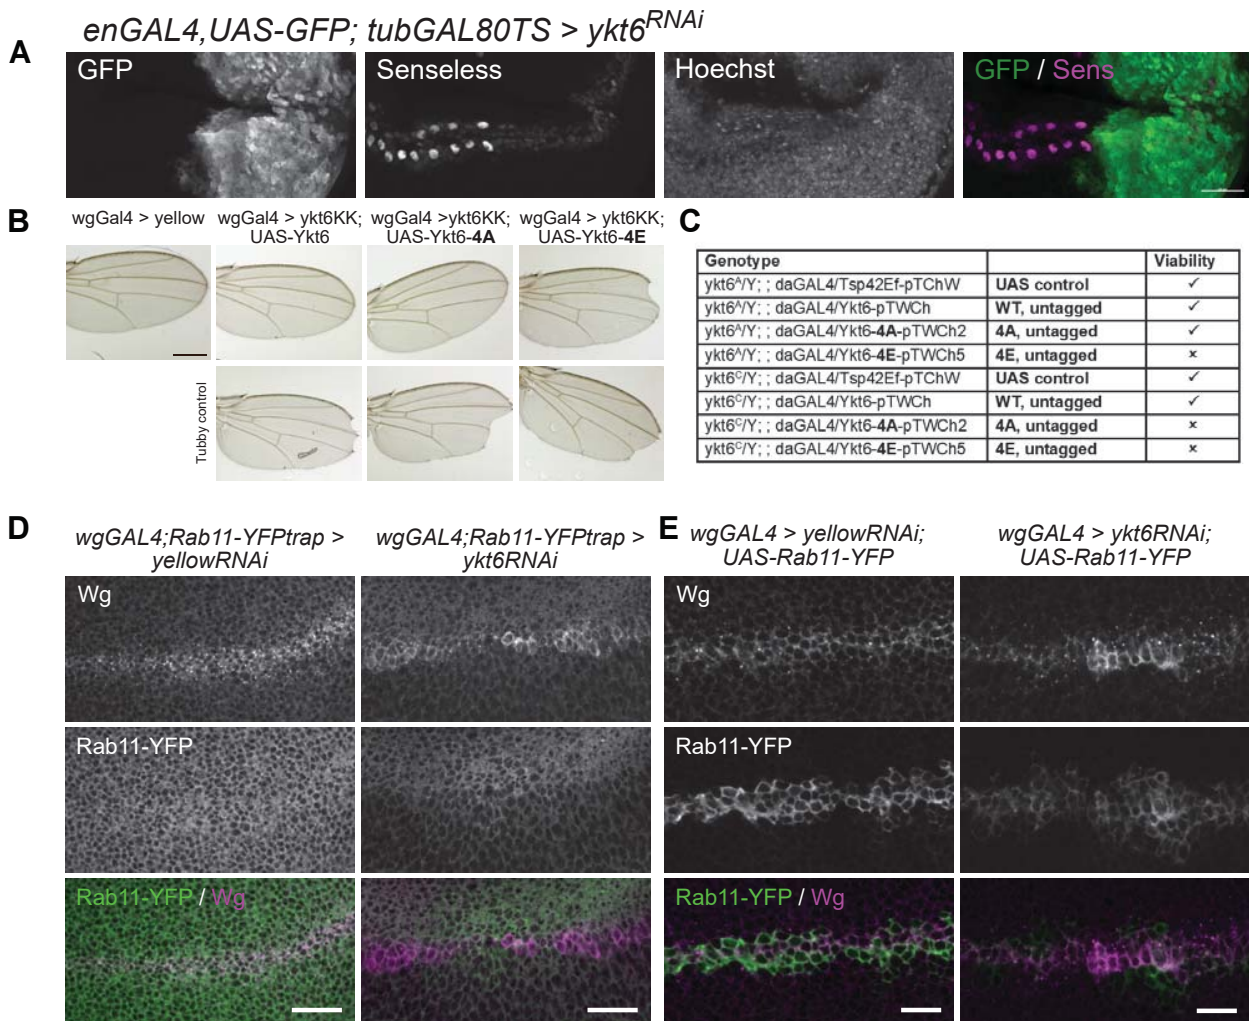 enGAL4,UAS-GFP; tubGAL80TS > ykt6RNAi
A
GFP
Senseless
Hoechst
GFP / Sens
B
wgGal4 > yellow
wgGal4 > ykt6KK;
UAS-Ykt6
wgGal4 >ykt6KK;
UAS-Ykt6-4A
wgGal4 > ykt6KK;
UAS-Ykt6-4E
Tubby control
C
Genotype Viability
ykt6A/Y; ; daGAL4/Tsp42Ef-pTChW UAS control ✓
ykt6A/Y; ; daGAL4/Ykt6-pTWCh WT, untagged ✓
ykt6A/Y; ; daGAL4/Ykt6-4A-pTWCh2 4A, untagged ✓
ykt6A/Y; ; daGAL4/Ykt6-4E-pTWCh5 4E, untagged ×
ykt6C/Y; ; daGAL4/Tsp42Ef-pTChW UAS control ✓
ykt6C/Y; ; daGAL4/Ykt6-pTWCh WT, untagged ✓
ykt6C/Y; ; daGAL4/Ykt6-4A-pTWCh2 4A, untagged ×
ykt6C/Y; ; daGAL4/Ykt6-4E-pTWCh5 4E, untagged ×
D
wgGAL4;Rab11-YFPtrap >
yellowRNAi
wgGAL4;Rab11-YFPtrap >
ykt6RNAi
Wg
Rab11-YFP
Rab11-YFP / Wg
E
wgGAL4 > yellowRNAi;
UAS-Rab11-YFP
wgGAL4 > ykt6RNAi;
UAS-Rab11-YFP
Wg
Rab11-YFP
Rab11-YFP / Wg